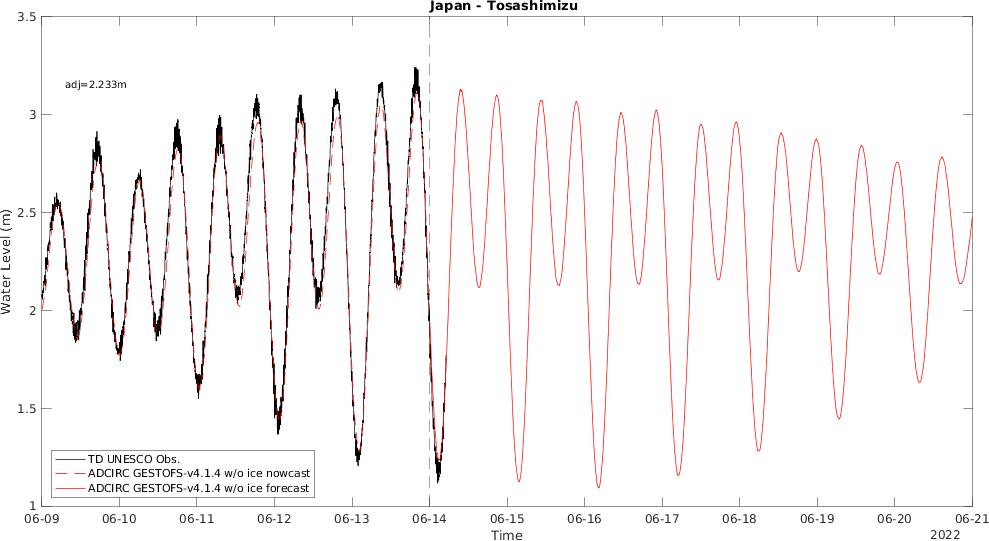 Japan - Tosashimizu
3.5
3
2.5
2
1.5
1
Water Level (m)
adj=2.233m
TD UNESCO Obs.
ADCIRC GESTOFS-v4.1.4 w/o ice nowcast
ADCIRC GESTOFS-v4.1.4 w/o ice forecast
06-09 06-10 06-11 06-12 06-13 06-14 06-15 06-16 06-17 06-18 06-19 06-20 06-21
Time
2022